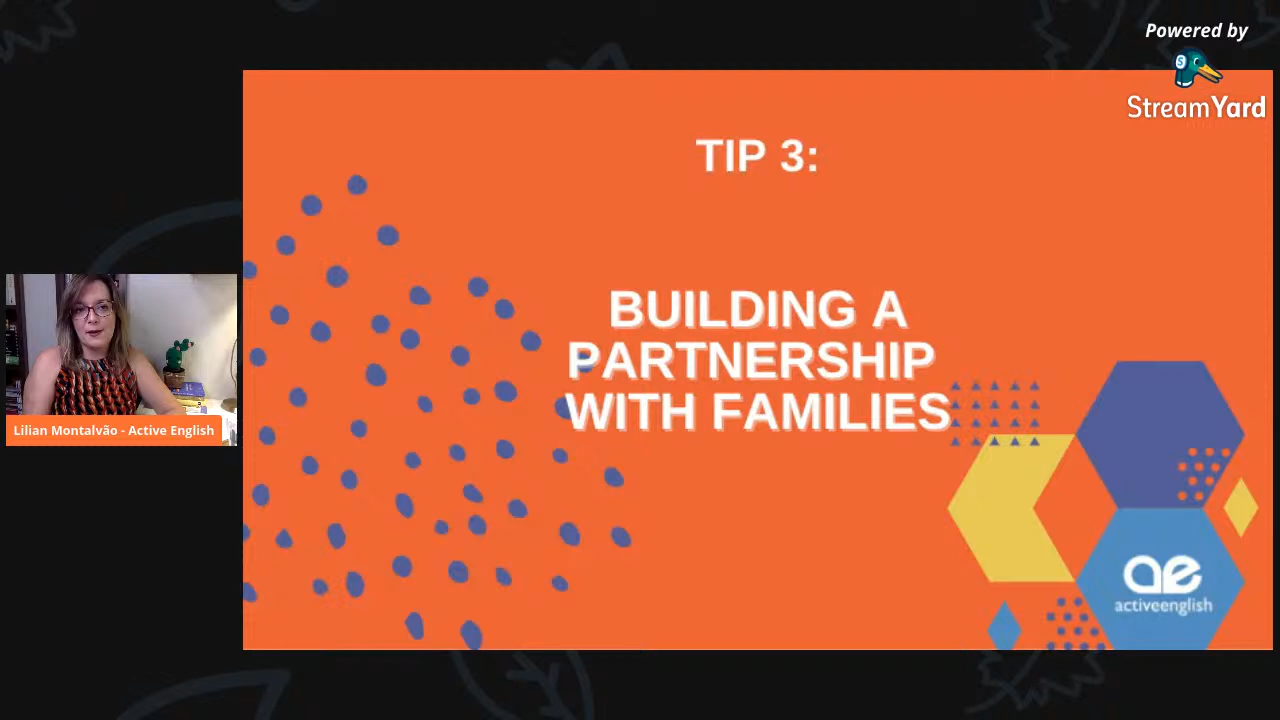 Powered by
StreamYard
TIP 3:
BUILDING A
PARTNERSHIP
WITH FAMILIES
Lilian Montalvão - Active English
ae
activeenglish